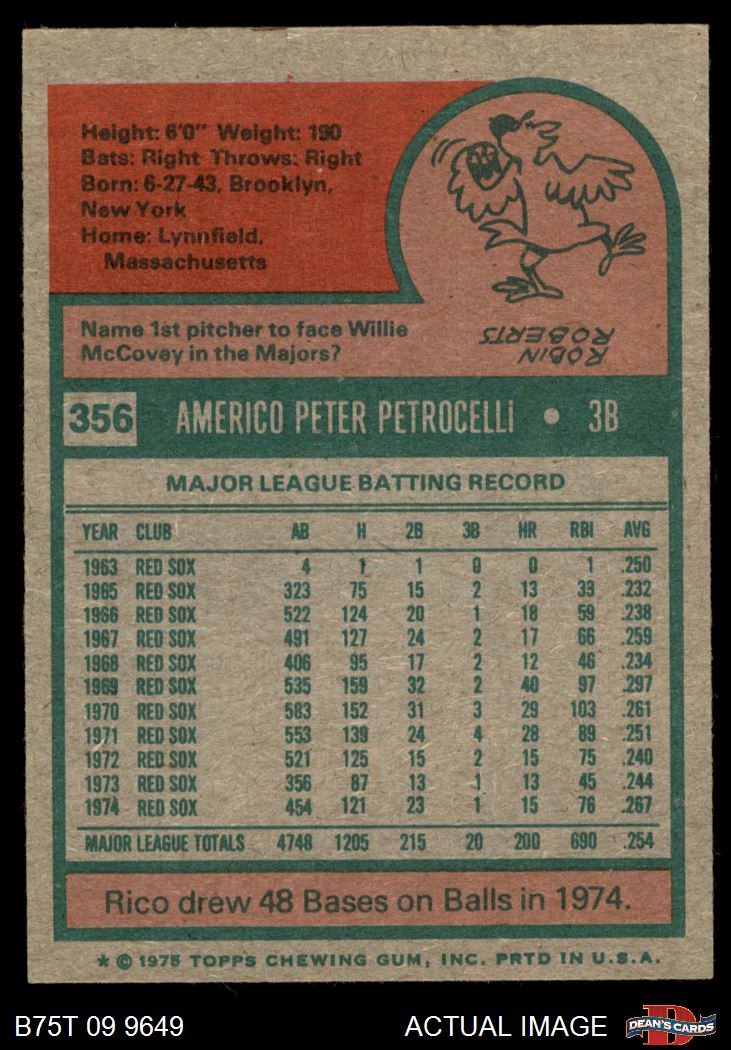 Height: 6'0" Weight: 190
Bats: Right Throws: Right
Born: 6-27-43, Brooklyn,
New York
Home: Lynnfield,
Massachusetts
Name 1st pitcher to face Willie
McCovey in the Majors?
ROBIN
ROBERTS
356 AMERICO PETER PETROCELLI • 3B
MAJOR LEAGUE BATTING RECORD
YEAR CLUB AB H 2B 3B HR RBI AVG
1963 RED SOX 4 1 1 0 0 1 .250
1965 RED SOX 323 75 15 2 13 33 .232
1966 RED SOX 522 124 20 1 18 59 .238
1967 RED SOX 491 127 24 2 17 66 .259
1968 RED SOX 406 95 17 2 12 46 .234
1969 RED SOX 535 159 32 2 40 97 .297
1970 RED SOX 583 152 31 3 29 103 .261
1971 RED SOX 553 139 24 4 28 89 .251
1972 RED SOX 521 125 15 2 15 75 .240
1973 RED SOX 356 87 13 1 13 45 .244
1974 RED SOX 454 121 23 1 15 76 .267
MAJOR LEAGUE TOTALS 4748 1205 215 20 200 690 .254
Rico drew 48 Bases on Balls in 1974.
* © 1975 TOPPS CHEWING GUM, INC. PRTD IN U.S.A.
B75T 09 9649 ACTUAL IMAGE DEAN'S CARDS